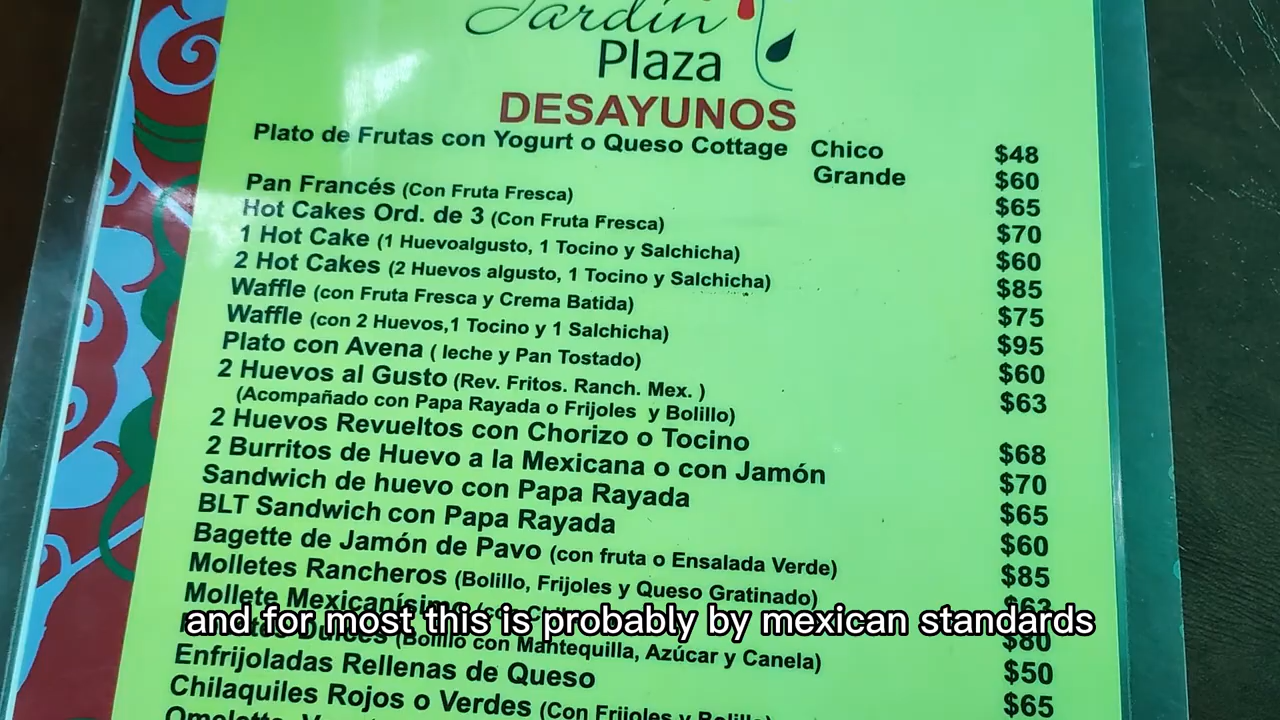 Jardín
Plaza
DESAYUNOS
Plato de Frutas con Yogurt o Queso Cottage Chico $48
Grande $60
Pan Francés (Con Fruta Fresca) $65
Hot Cakes Ord. de 3 (Con Fruta Fresca) $70
1 Hot Cake (1 Huevoalgusto, 1 Tocino y Salchicha) $60
2 Hot Cakes (2 Huevos algusto, 1 Tocino y Salchicha) $85
Waffle (con Fruta Fresca y Crema Batida) $75
Waffle (con 2 Huevos,1 Tocino y 1 Salchicha) $95
Plato con Avena ( leche y Pan Tostado) $60
2 Huevos al Gusto (Rev. Fritos. Ranch. Mex. ) $63
(Acompañado con Papa Rayada o Frijoles y Bolillo)
2 Huevos Revueltos con Chorizo o Tocino $68
2 Burritos de Huevo a la Mexicana o con Jamón $70
Sandwich de huevo con Papa Rayada $65
BLT Sandwich con Papa Rayada $60
Bagette de Jamón de Pavo (con fruta o Ensalada Verde) $85
Molletes Rancheros (Bolillo, Frijoles y Queso Gratinado) $63
Mollete Mexicanísimo $80
and for most this is probably by mexican standards
Dulces (Bolillo con Mantequilla, Azúcar y Canela) $50
Enfrijoladas Rellenas de Queso $65
Chilaquiles Rojos o Verdes (Con Frijoles y Bolillo)